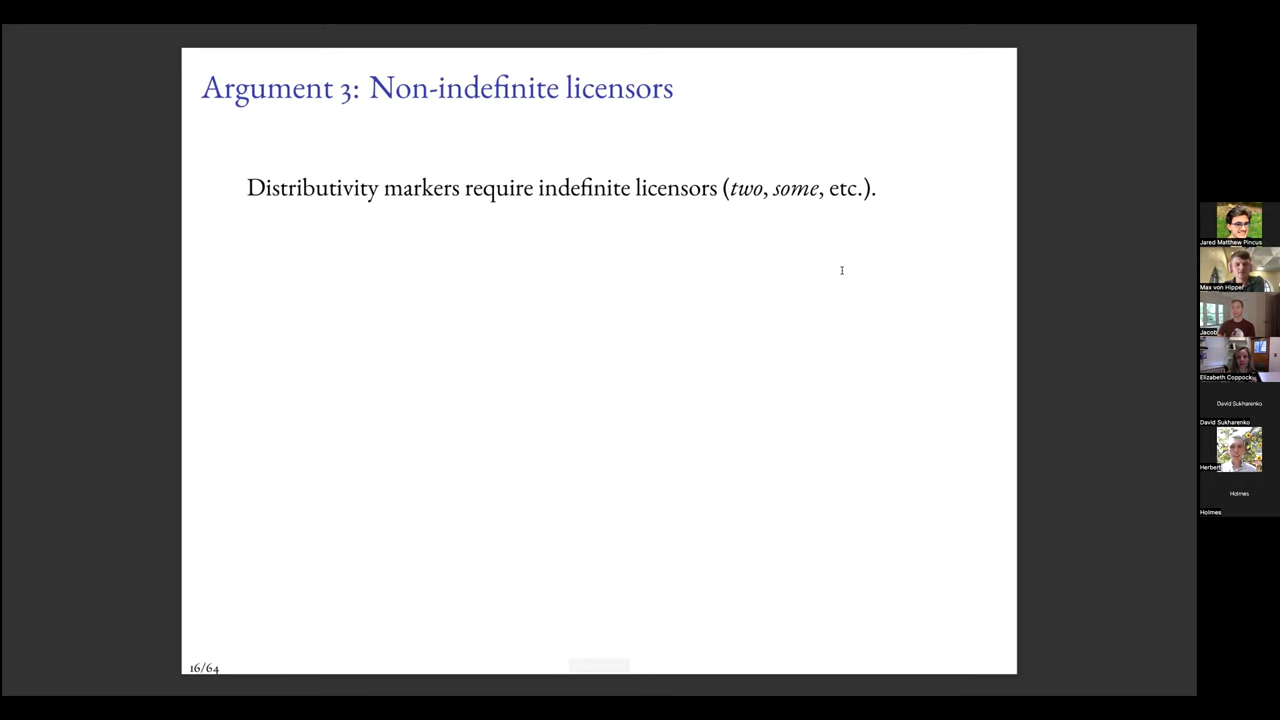 Argument 3: Non-indefinite licensors
Distributivity markers require indefinite licensors (two, some, etc.).
16/64
Jared Matthew Pincus
Max von Hippel
Jacob
Elizabeth Coppock
David Sukharenko
David Sukharenko
Herbert
Holmes
Holmes